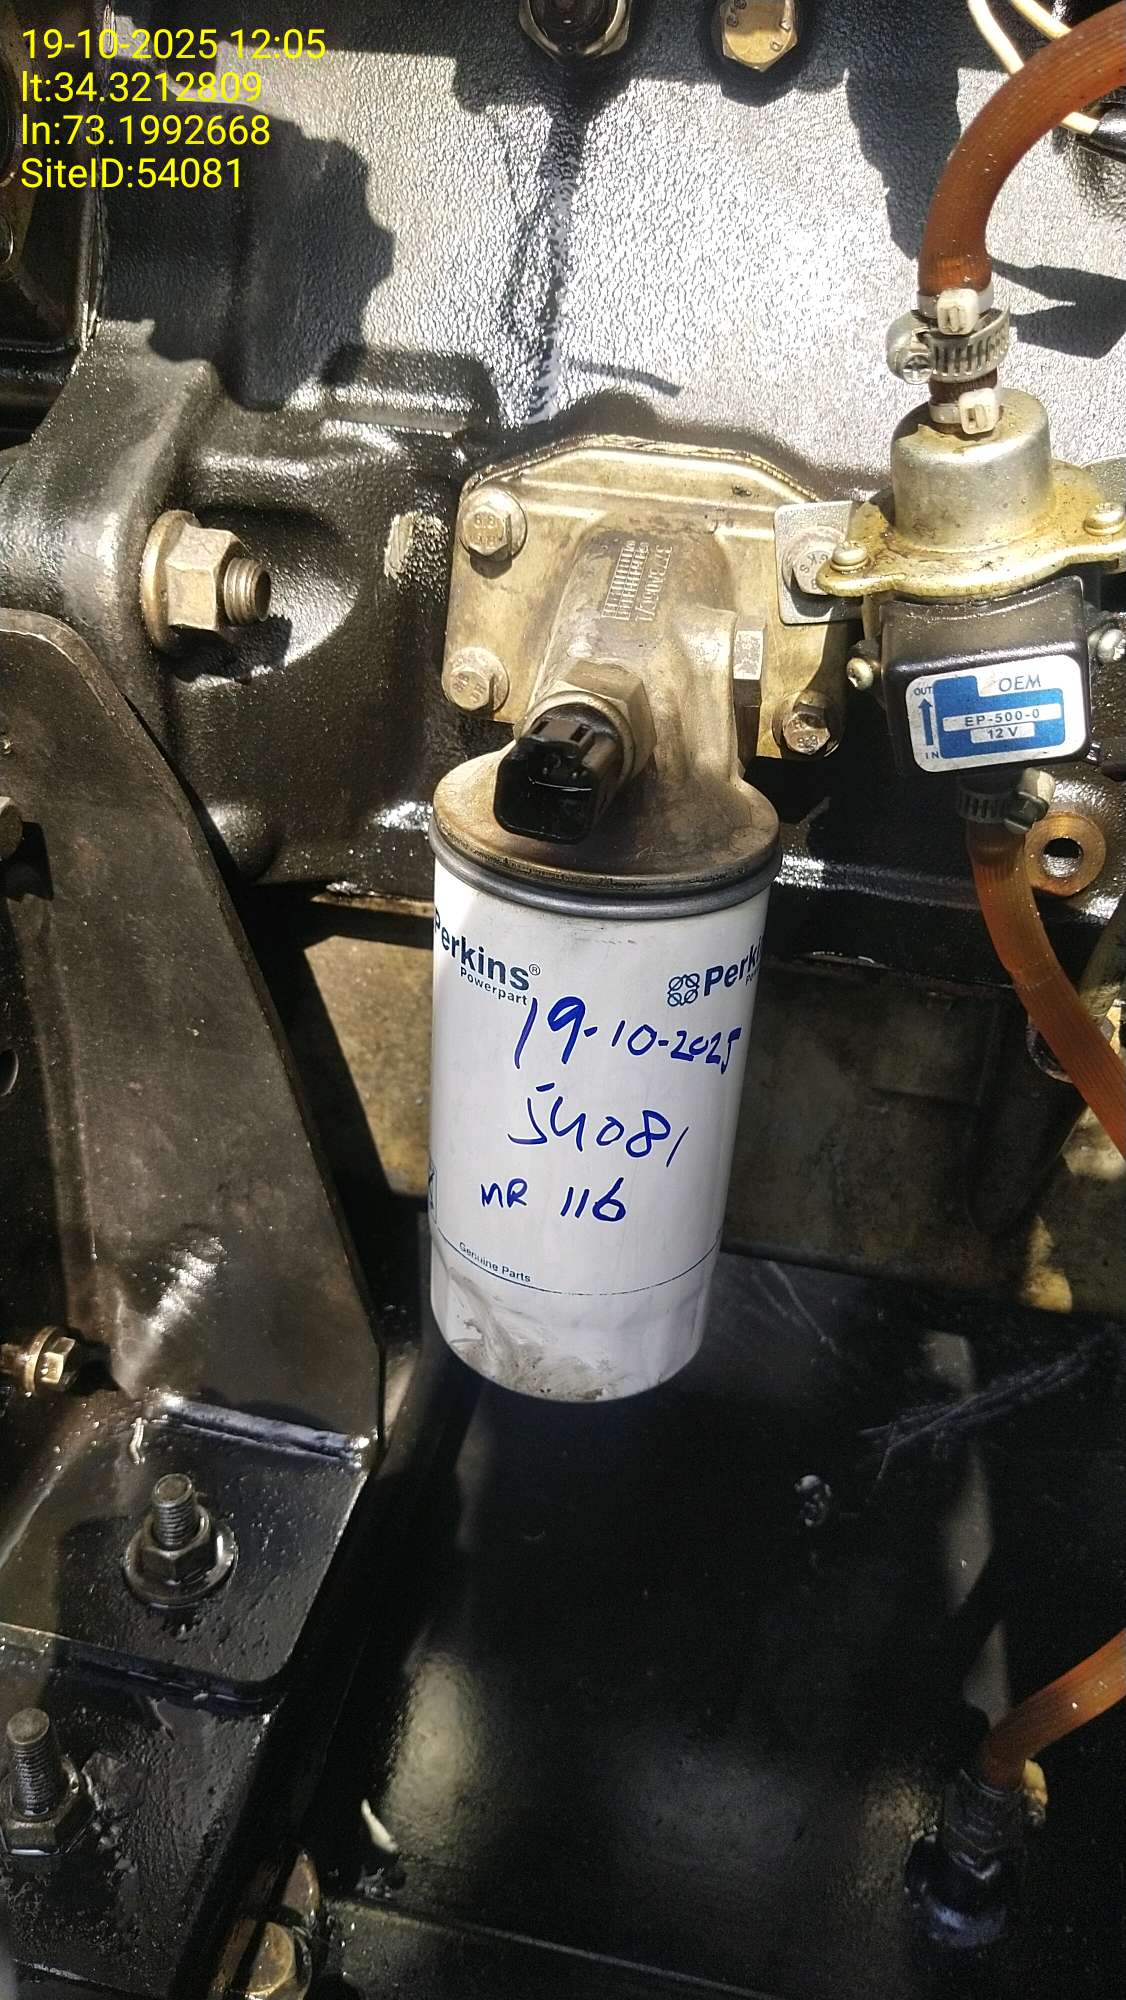 19-10-2025 12:05
lt:34.3212809
ln:73.1992668
SiteID:54081
OUT
OEM
EP-500-0
12 V
IN
Perkins®
Powerpart
Perki
19-10-2025
54081
MR 116
Genuine Parts